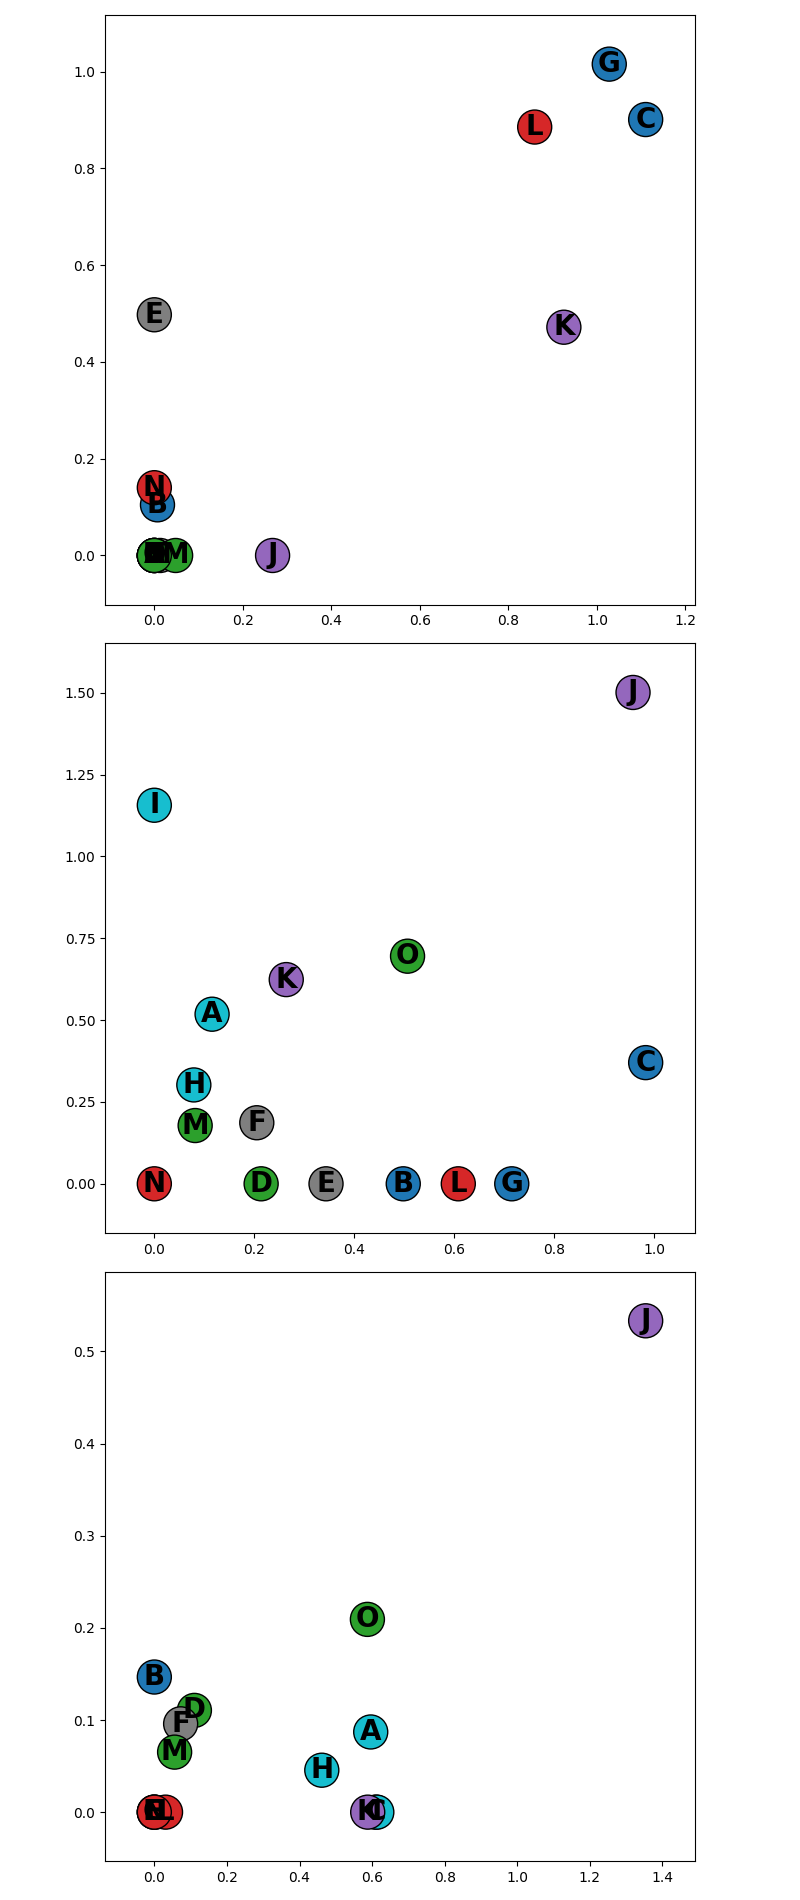 1.0
G
C
L
0.8
0.6
E
K
0.4
0.2
N
B
0.0
M
J
0.0 0.2 0.4 0.6 0.8 1.0 1.2
1.50
J
1.25
I
1.00
0.75
O
K
A
0.50
C
H
0.25
M
F
0.00
N D E B L G
0.0 0.2 0.4 0.6 0.8 1.0
J
0.5
0.4
0.3
0.2
O
B
D
F
0.1
A
M
H
0.0
L
K
0.0 0.2 0.4 0.6 0.8 1.0 1.2 1.4